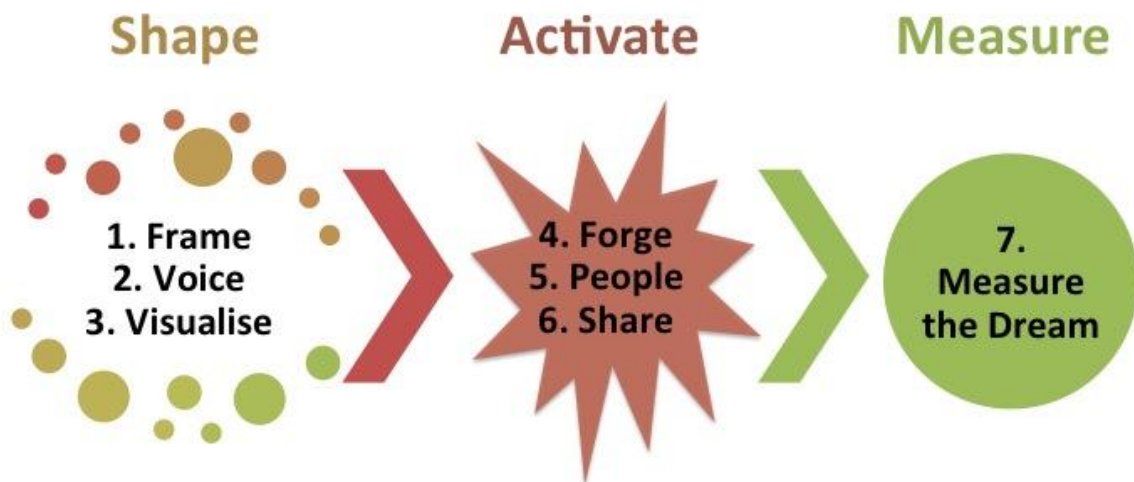 Shape
Activate
Measure
1. Frame
2. Voice
3. Visualise
4. Forge
5. People
6. Share
7.
Measure
the Dream